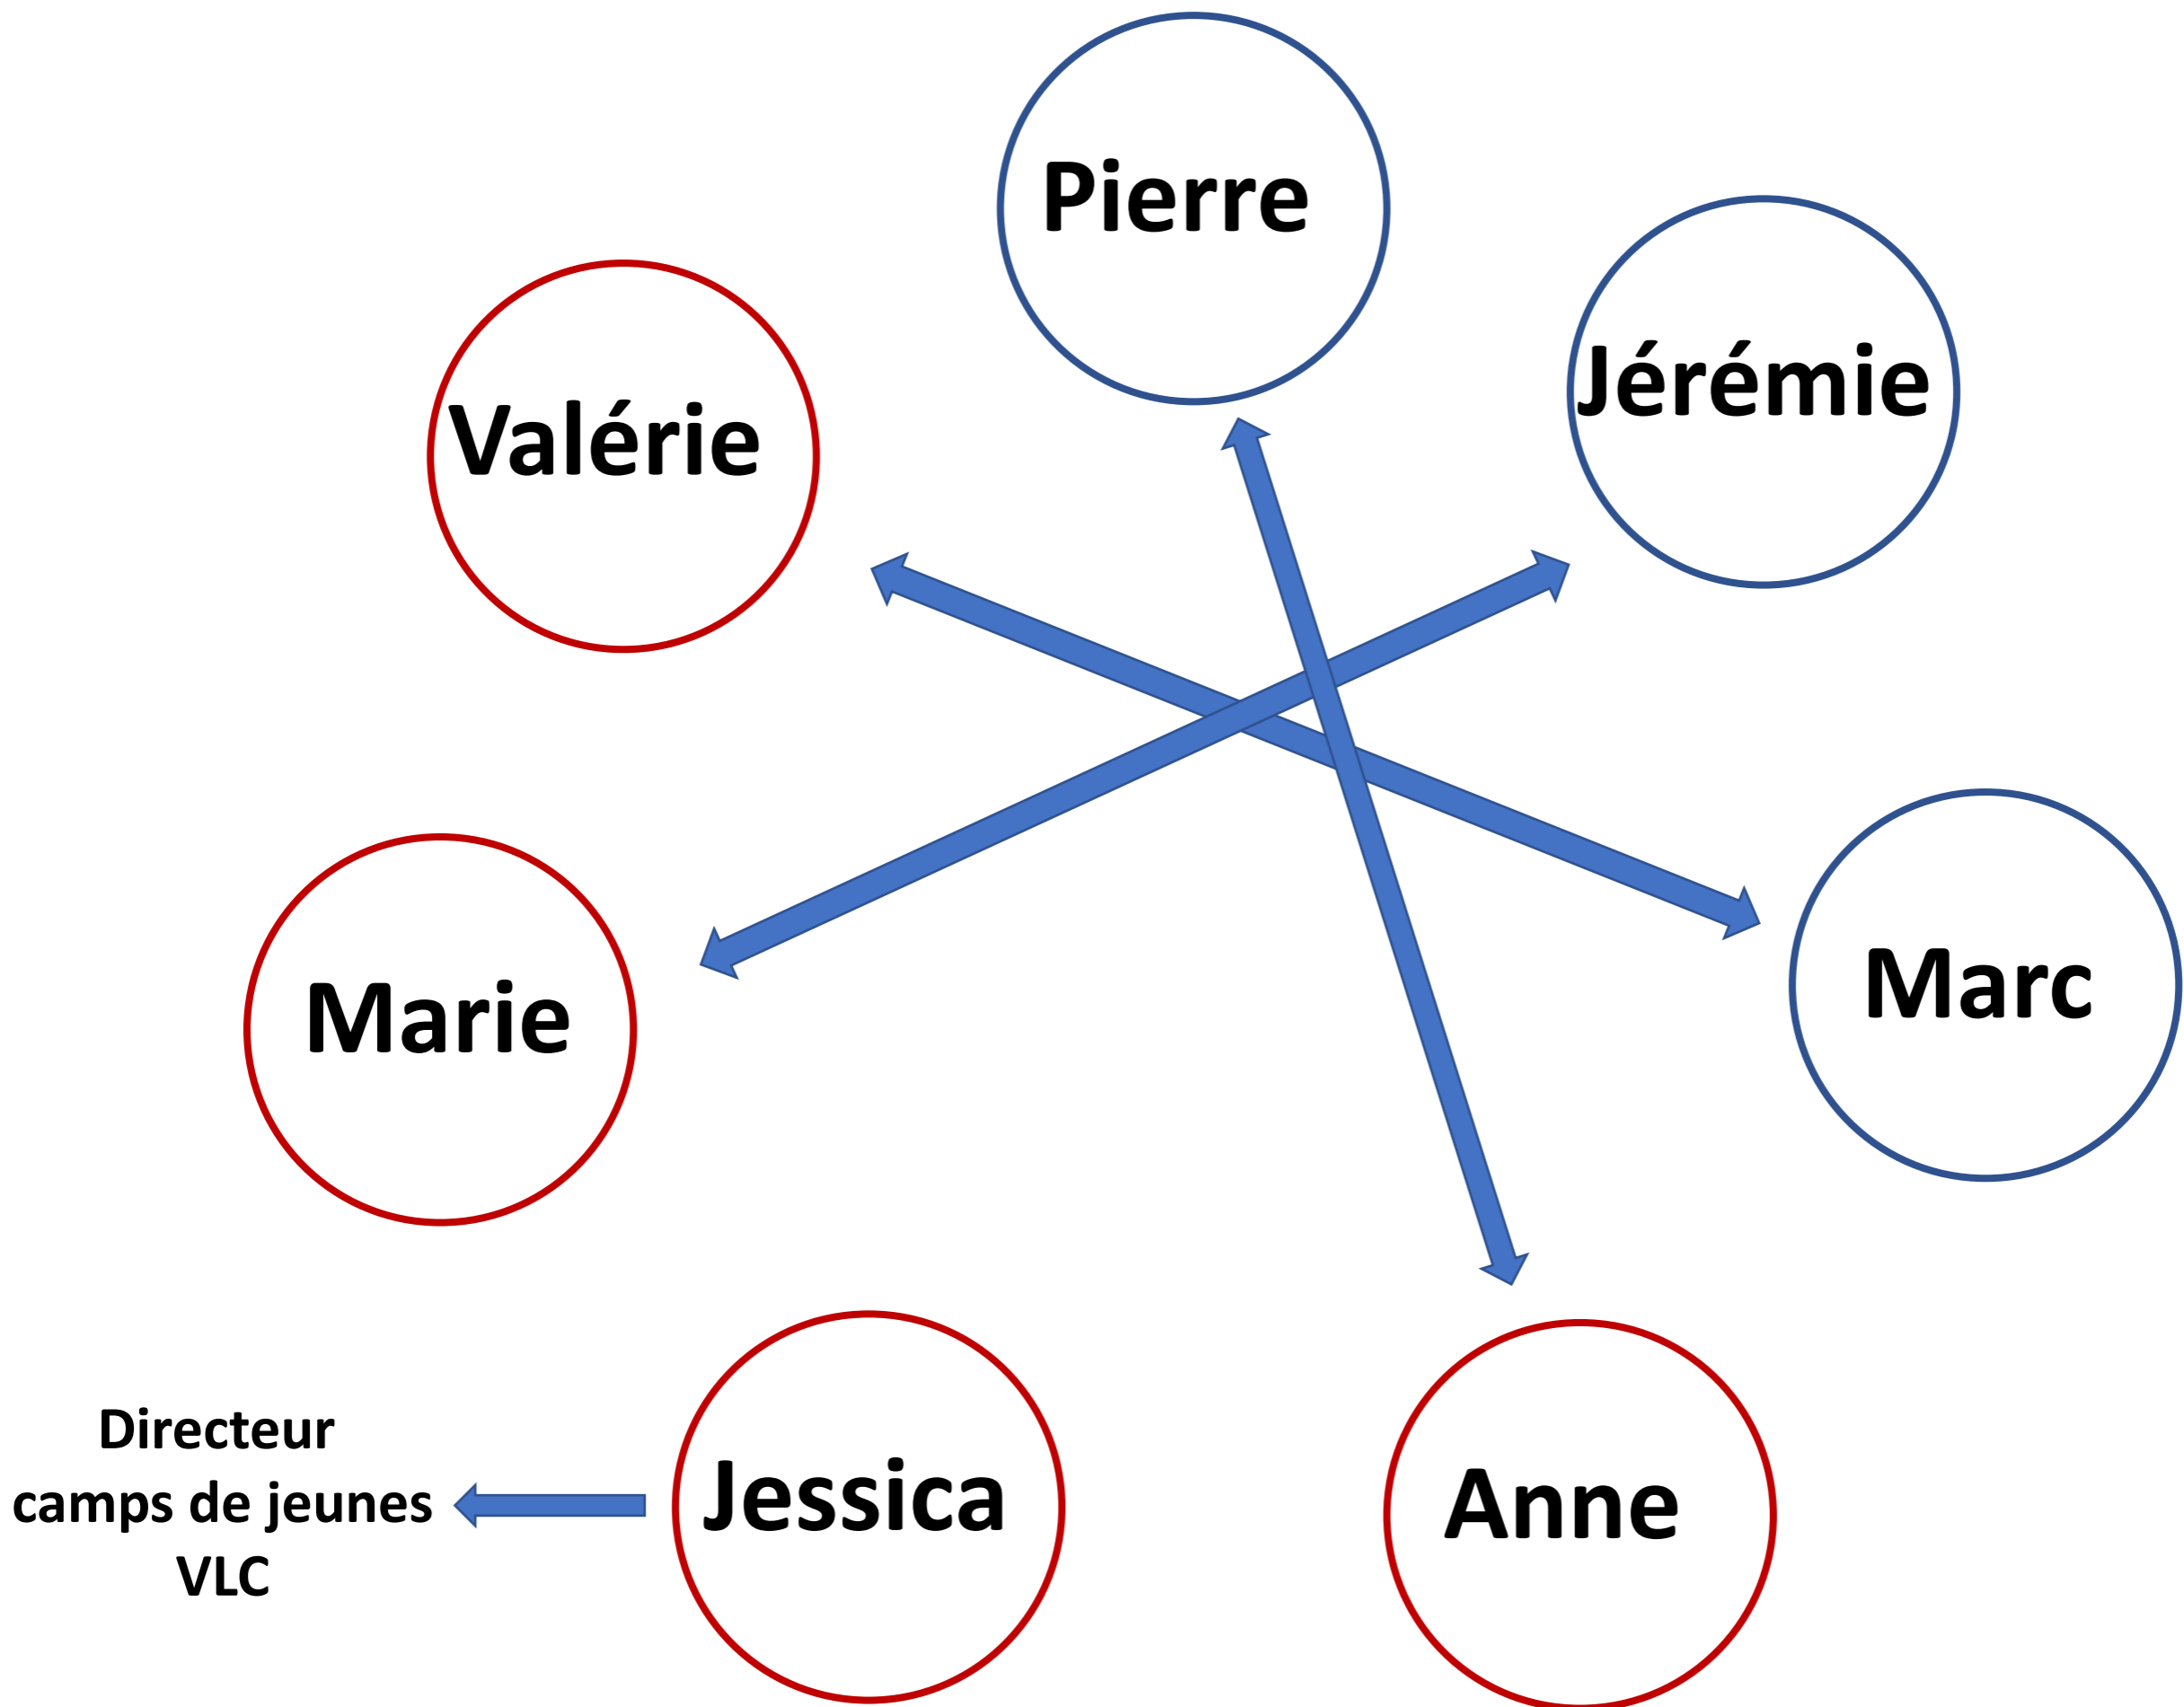 Pierre
Jérémie
Valérie
Marc
Marie
Jessica
Anne
Directeur
camps de jeunes
VLC